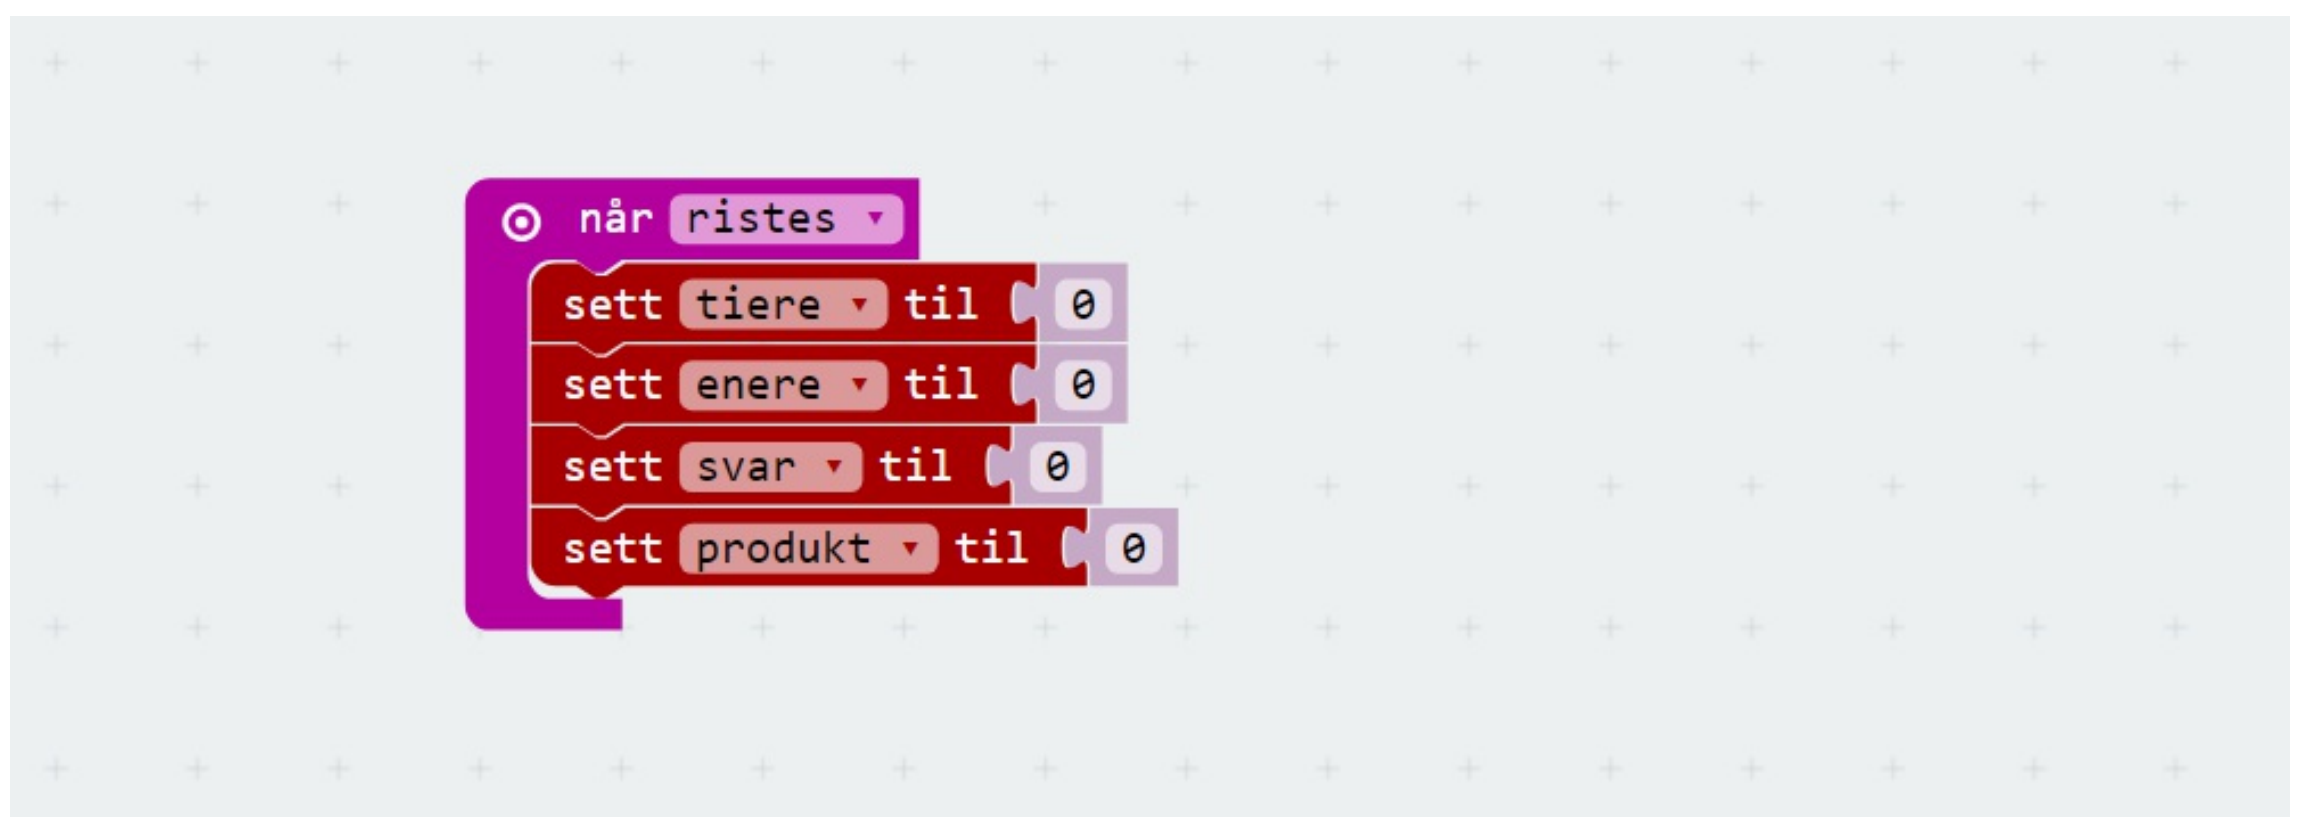 når ristes
sett tiere til 0
sett enere til 0
sett svar til 0
sett produkt til 0